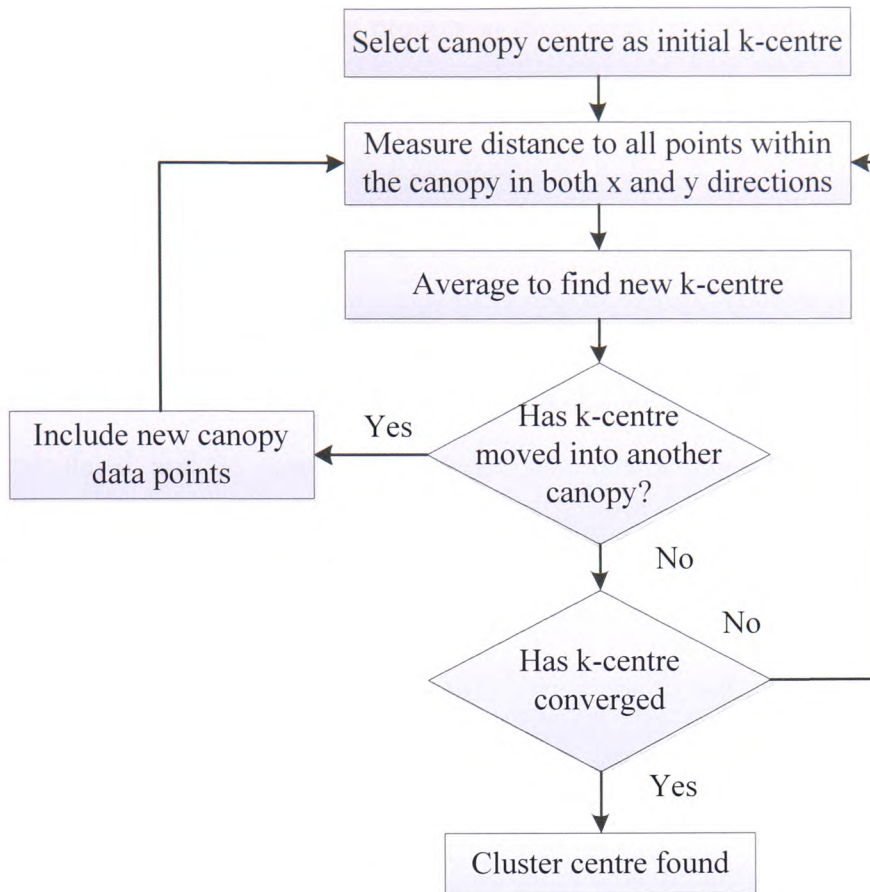 Select canopy centre as initial k-centre
Measure distance to all points within
the canopy in both x and y directions
Average to find new k-centre
Has k-centre
moved into another
canopy?
Yes
Include new canopy
data points
No
Has k-centre
converged
No
Yes
Cluster centre found